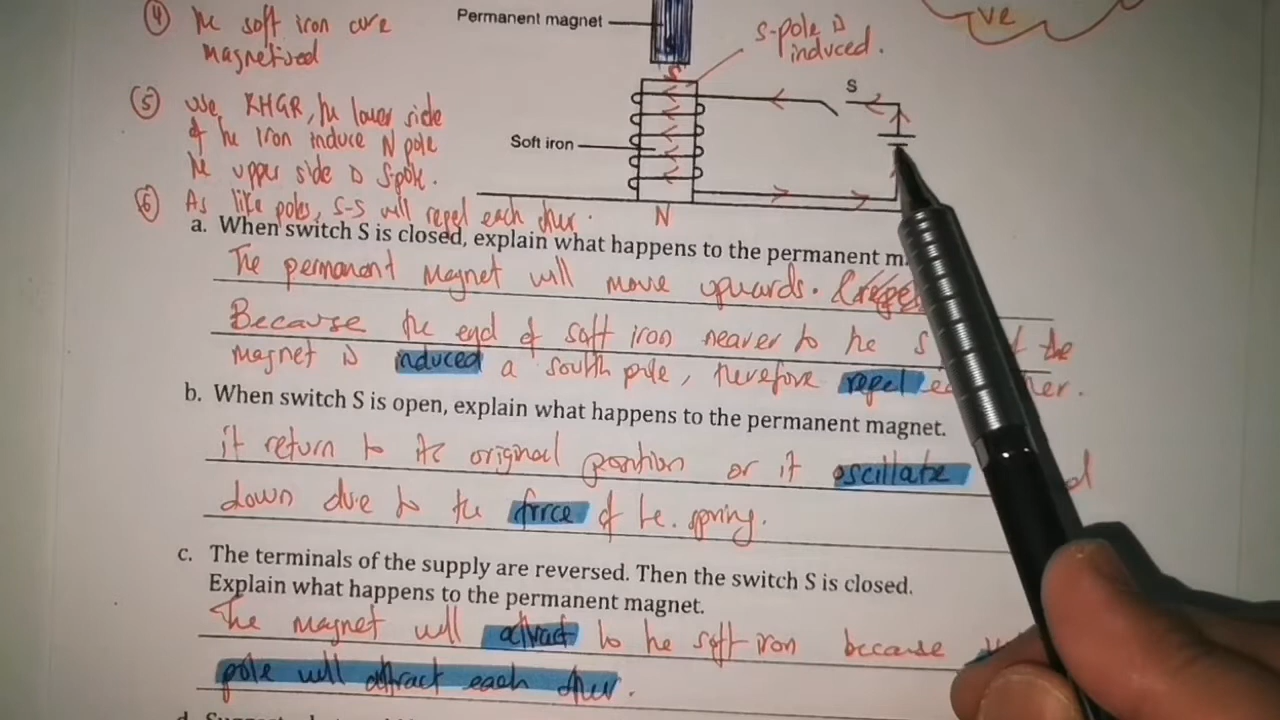 ④ The soft iron core
magnetised
⑤ use RHGR, the lower side
of the Iron induce N pole
the upper side is S-pole.
⑥ As like poles, S-S will repel each other.
Permanent magnet
S-pole is
induced.
ve
S
S
Soft iron
N
a. When switch S is closed, explain what happens to the permanent m
The permanent magnet will move upwards.
Because the end of soft iron nearer to the S the
magnet is induced a south pole, therefore repel
b. When switch S is open, explain what happens to the permanent magnet.
it return to its original position or it oscillate
down due to the force of the spring.
c. The terminals of the supply are reversed. Then the switch S is closed.
Explain what happens to the permanent magnet.
The magnet will attract to the soft iron because
pole will attract each other.